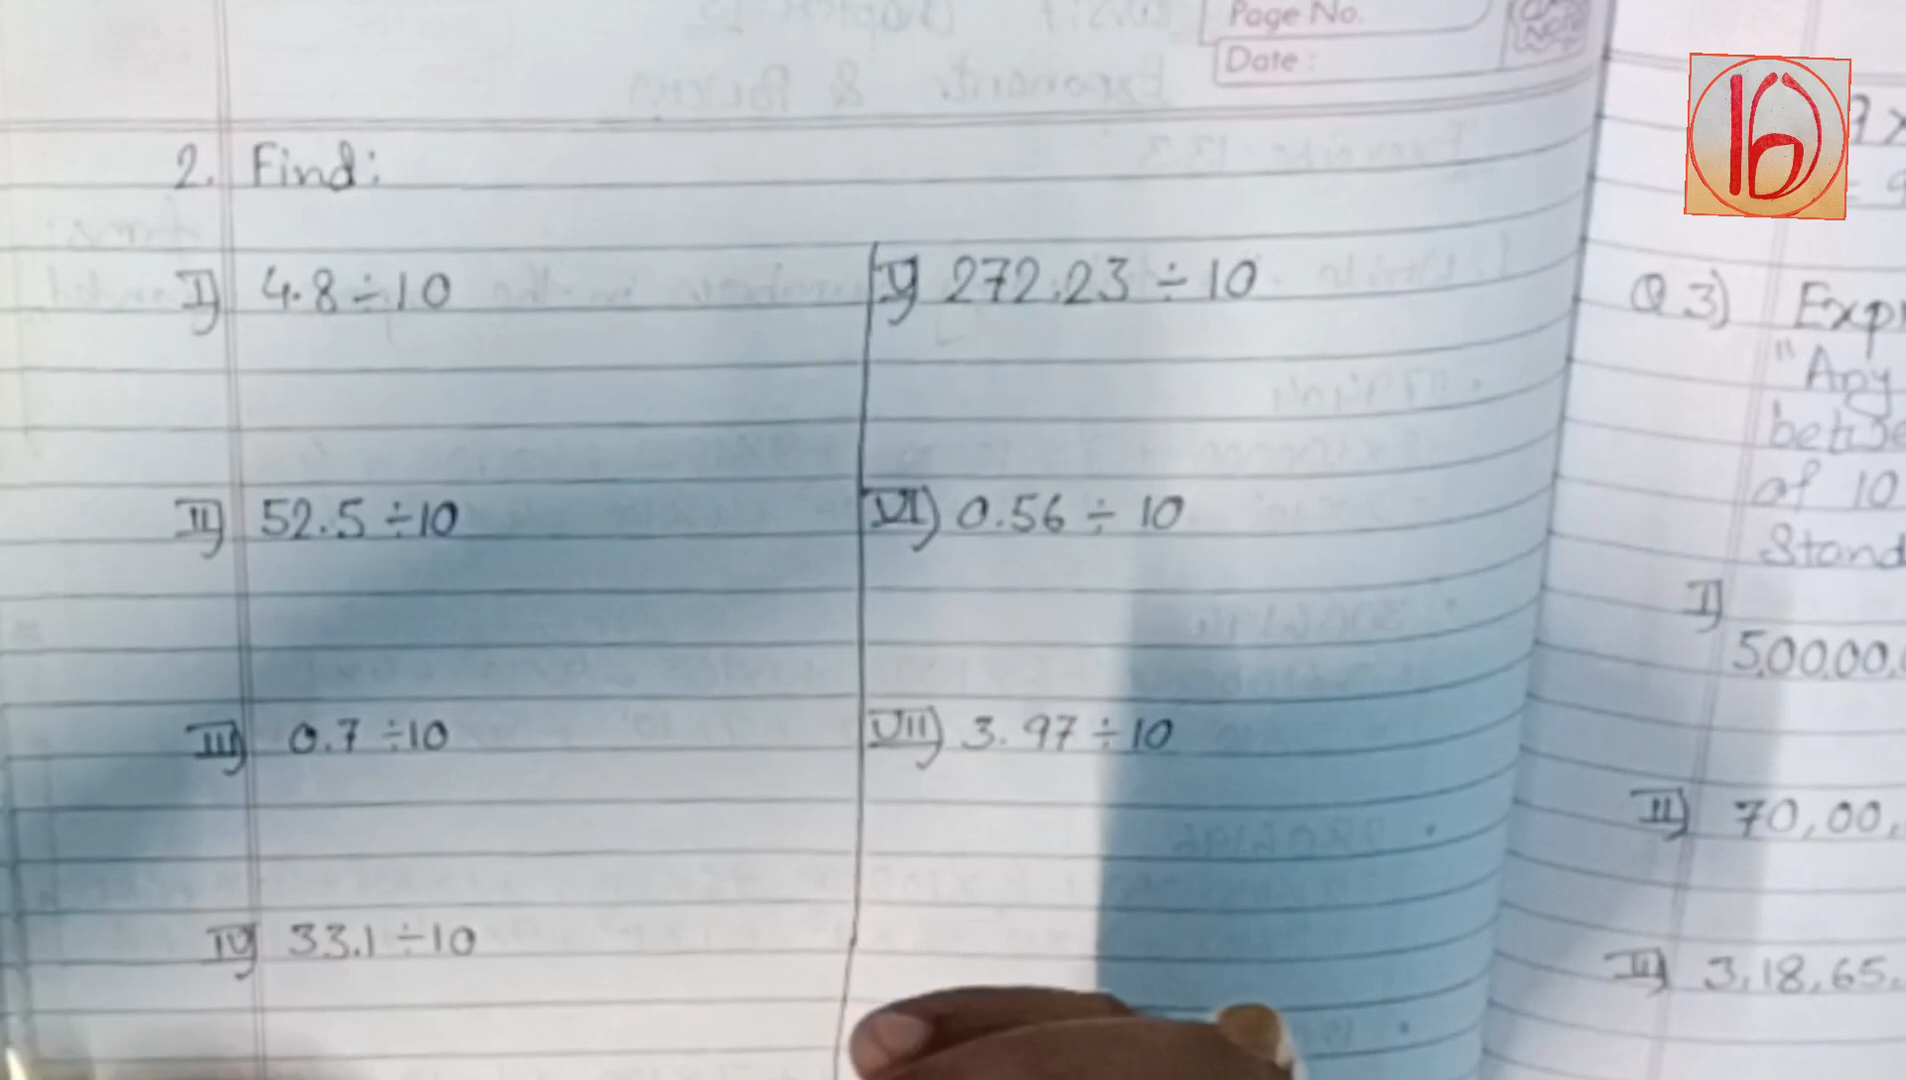 Page No.
Date :
2. Find:
I) 4.8 ÷ 10
II) 52.5 ÷ 10
III) 0.7 ÷ 10
IV) 33.1 ÷ 10
V) 272.23 ÷ 10
VI) 0.56 ÷ 10
VII) 3.97 ÷ 10
Q 3) Expr
"Any
betwe
of 10
Stand
I)
5,00,00,
II) 70,00,
III) 3,18,65,